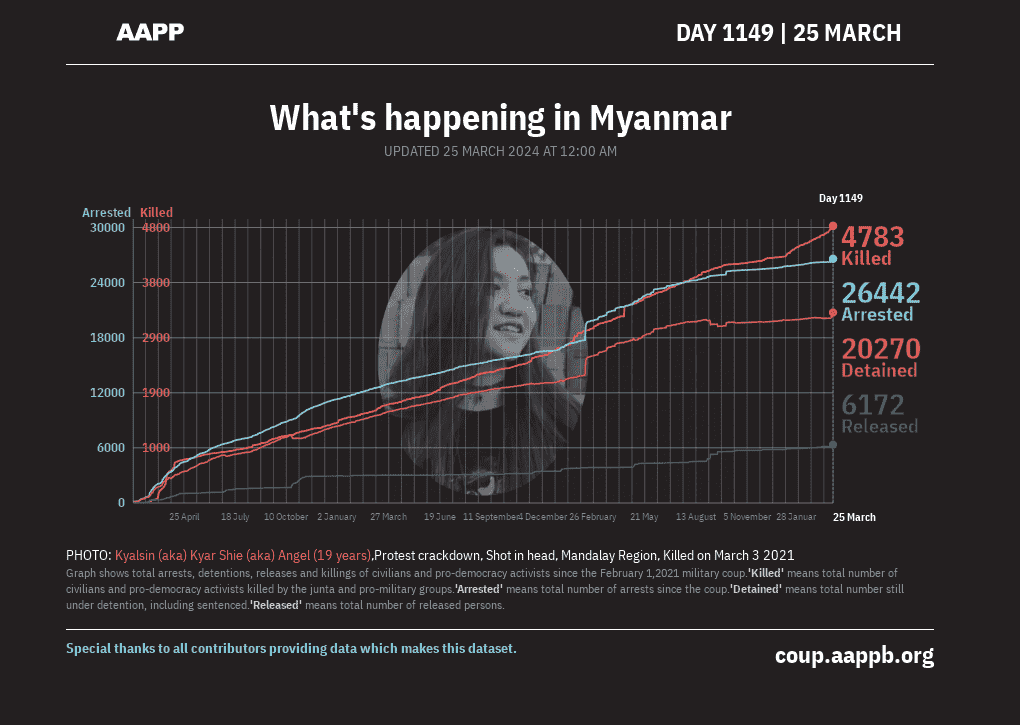 AAPP
DAY 1149 | 25 MARCH
What's happening in Myanmar
UPDATED 25 MARCH 2024 AT 12:00 AM
Day 1149
Arrested Killed
30000 4800
24000 3800
18000 2900
12000 1900
6000 1000
0
4783
Killed
26442
Arrested
20270
Detained
6172
Released
25 April 18 July 10 October 2 January 27 March 19 June 11 September 4 December 26 February 21 May 13 August 5 November 28 Januar 25 March
PHOTO: Kyalsin (aka) Kyar Shie (aka) Angel (19 years),Protest crackdown, Shot in head, Mandalay Region, Killed on March 3 2021
Graph shows total arrests, detentions, releases and killings of civilians and pro-democracy activists since the February 1,2021 military coup.'Killed' means total number of
civilians and pro-democracy activists killed by the junta and pro-military groups.'Arrested' means total number of arrests since the coup.'Detained' means total number still
under detention, including sentenced.'Released' means total number of released persons.
Special thanks to all contributors providing data which makes this dataset.
coup.aappb.org